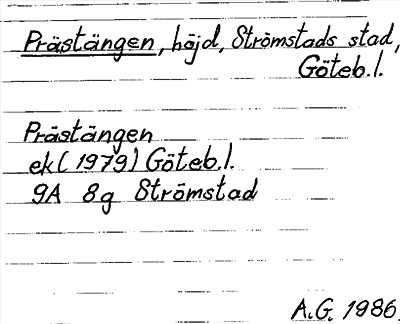 Prästängen, höjd, Strömstads stad,
Göteb.l.
Prästängen
ek (1979) Göteb.l.
9A 8g Strömstad
A.G. 1986.